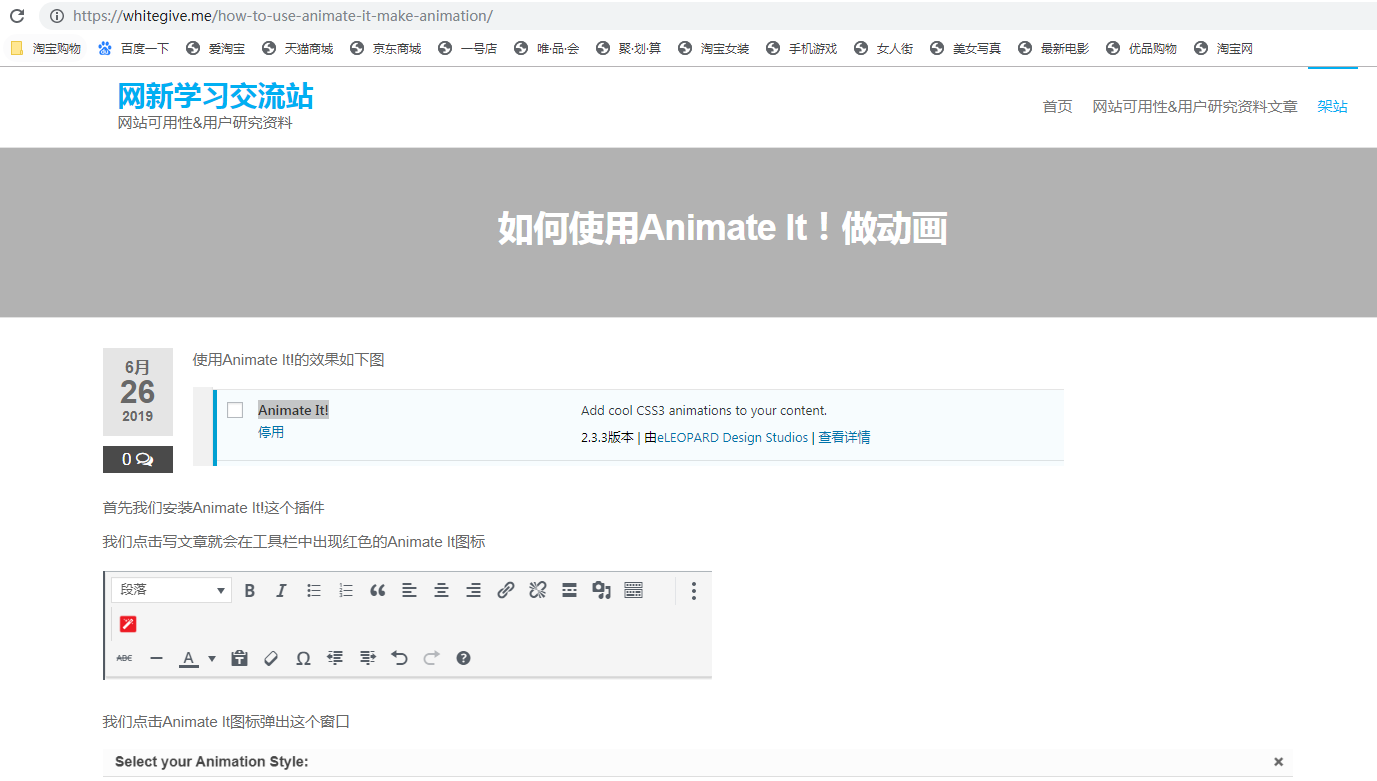 https://whitegive.me/how-to-use-animate-it-make-animation/
淘宝购物 百度一下 爱淘宝 天猫商城 京东商城 一号店 唯·品·会 聚·划·算 淘宝女装 手机游戏 女人街 美女写真 最新电影 优品购物 淘宝网
网新学习交流站
网站可用性&用户研究资料
首页 网站可用性&用户研究资料文章 架站
如何使用Animate It！做动画
6月
26
2019
0
使用Animate It!的效果如下图
Animate It!
停用
Add cool CSS3 animations to your content.
2.3.3版本 | 由eLEOPARD Design Studios | 查看详情
首先我们安装Animate It!这个插件
我们点击写文章就会在工具栏中出现红色的Animate It图标
段落 B I
ABC A T Ω ?
我们点击Animate It图标弹出这个窗口
Select your Animation Style: ×